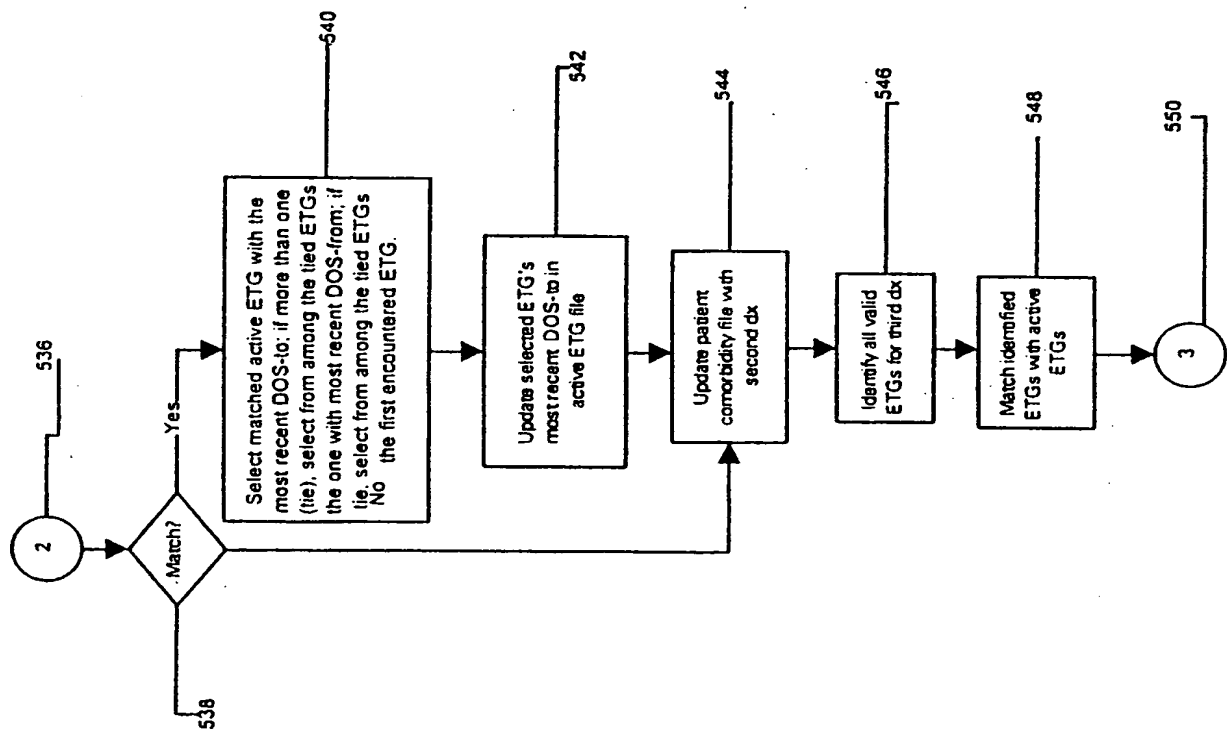 2
536
.Match?
538
Yes
Select matched active ETG with the
most recent DOS-to; if more than one
(tie), select from among the tied ETGs
the one with most recent DOS-from; if
tie, select from among the tied ETGs
No the first encountered ETG.
540
Update selected ETG's
most recent DOS-to in
active ETG file
542
Update patient
comorbidity file with
second dx
544
Identify all valid
ETGs for third dx
546
Match identified
ETGs with active
ETGs
548
3
550